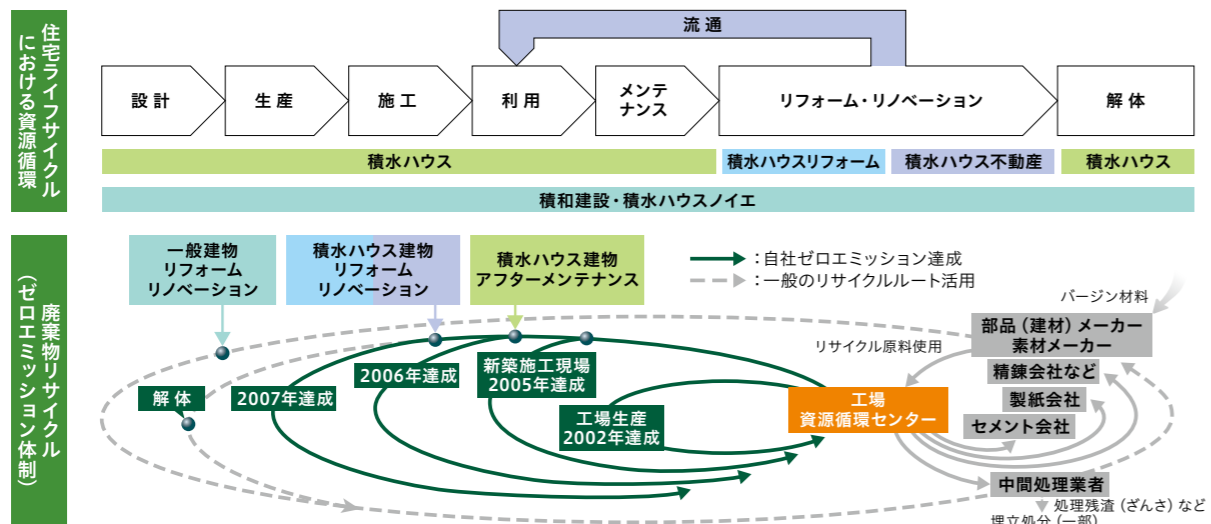 住宅ライフサイクル
における資源循環
流通
設計
生産
施工
利用
メンテ
ナンス
リフォーム・リノベーション
解体
積水ハウス
積水ハウスリフォーム
積水ハウス不動産
積水ハウス
積和建設・積水ハウスノイエ
廃棄物リサイクル
（ゼロエミッション体制）
一般建物
リフォーム
リノベーション
積水ハウス建物
リフォーム
リノベーション
積水ハウス建物
アフターメンテナンス
：自社ゼロエミッション達成
：一般のリサイクルルート活用
バージン材料
部品（建材）メーカー
素材メーカー
リサイクル原料使用
精錬会社など
製紙会社
セメント会社
解体
2007年達成
2006年達成
新築施工現場
2005年達成
工場生産
2002年達成
工場
資源循環センター
中間処理業者
処理残渣（ざんさ）など
埋立処分（一部）